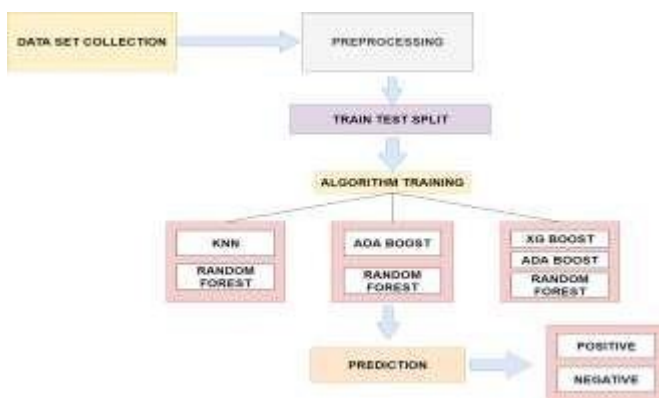 DATA SET COLLECTION
PREPROCESSING
TRAIN TEST SPLIT
ALGORITHM TRAINING
KNN
RANDOM
FOREST
ADA BOOST
RANDOM
FOREST
XG BOOST
ADA BOOST
RANDOM
FOREST
PREDICTION
POSITIVE
NEGATIVE